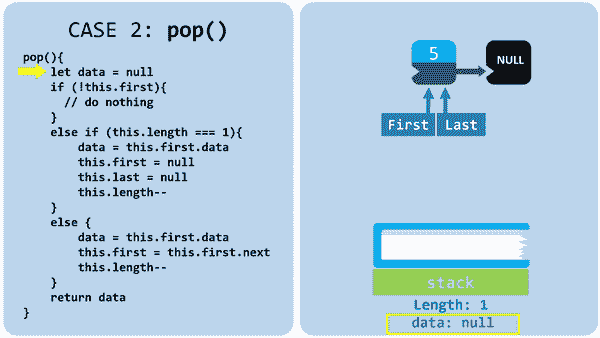 CASE 2: pop()
pop(){
let data = null
if (!this.first){
// do nothing
}
else if (this.length === 1){
data = this.first.data
this.first = null
this.last = null
this.length--
}
else {
data = this.first.data
this.first = this.first.next
this.length--
}
return data
}
5
NULL
First
Last
stack
Length: 1
data: null